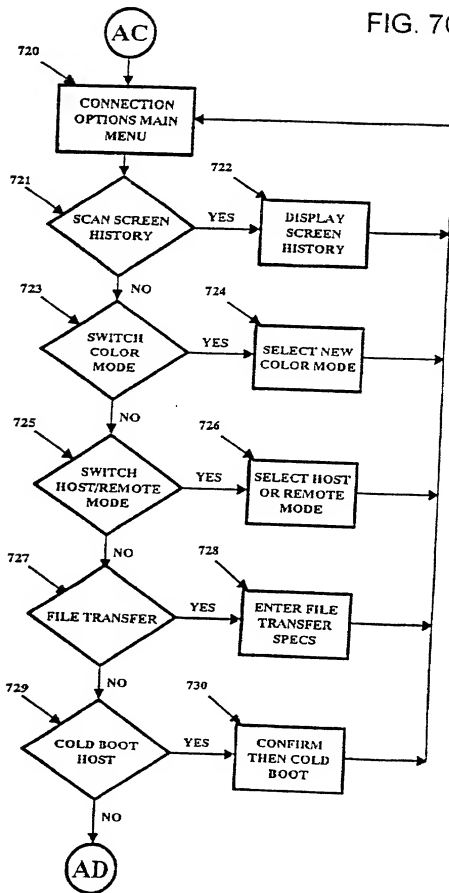 AC
FIG. 70
720
CONNECTION
OPTIONS MAIN
MENU
721
SCAN SCREEN
HISTORY
YES
722
DISPLAY
SCREEN
HISTORY
NO
723
SWITCH
COLOR
MODE
YES
724
SELECT NEW
COLOR MODE
NO
725
SWITCH
HOST/REMOTE
MODE
YES
726
SELECT HOST
OR REMOTE
MODE
NO
727
FILE TRANSFER
YES
728
ENTER FILE
TRANSFER
SPECS
NO
729
COLD BOOT
HOST
YES
730
CONFIRM
THEN COLD
BOOT
NO
AD